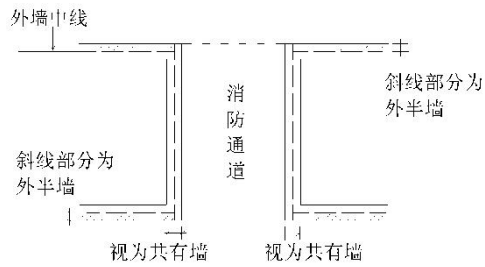 外墙中线
斜线部分为
外半墙
消防通道
斜线部分为
外半墙
视为共有墙
视为共有墙